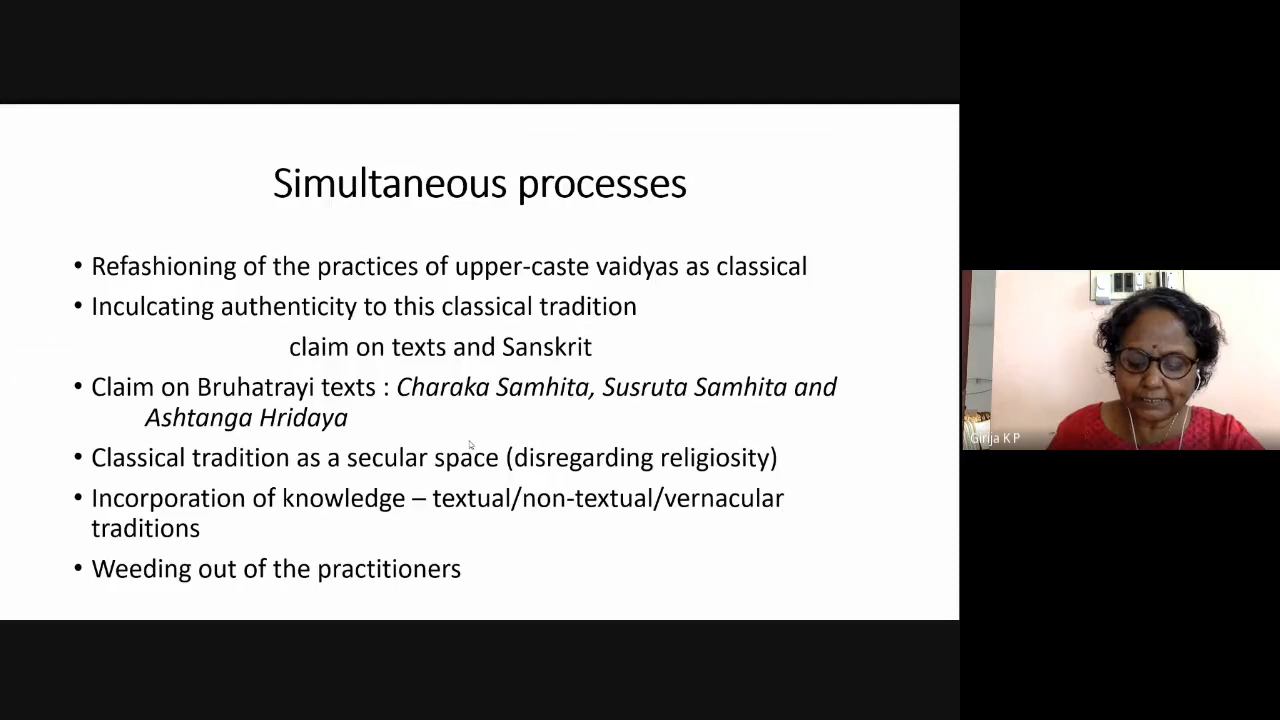 Simultaneous processes
• Refashioning of the practices of upper-caste vaidyas as classical
• Inculcating authenticity to this classical tradition
claim on texts and Sanskrit
• Claim on Bruhatrayi texts : Charaka Samhita, Susruta Samhita and
Ashtanga Hridaya
• Classical tradition as a secular space (disregarding religiosity)
• Incorporation of knowledge – textual/non-textual/vernacular
traditions
• Weeding out of the practitioners
Girija K P